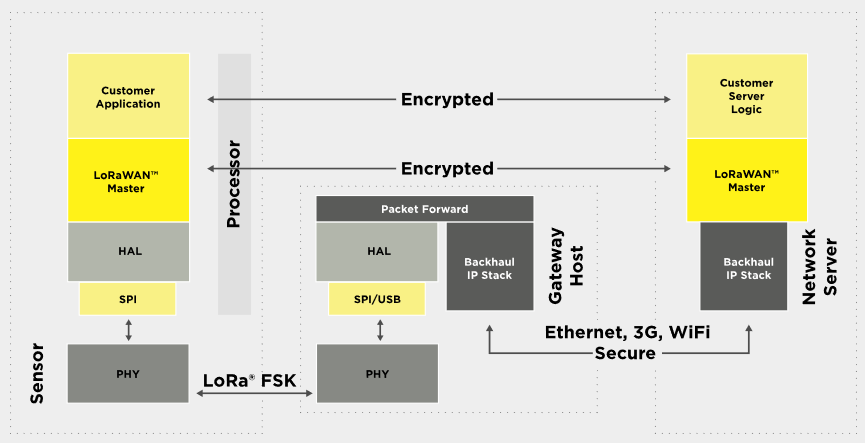 Customer
Application
LoRaWAN™
Master
HAL
SPI
PHY
Sensor
Processor
Encrypted
Encrypted
LoRa® FSK
Packet Forward
HAL
SPI/USB
PHY
Backhaul
IP Stack
Gateway
Host
Ethernet, 3G, WiFi
Secure
Customer
Server
Logic
LoRaWAN™
Master
Backhaul
IP Stack
Network
Server